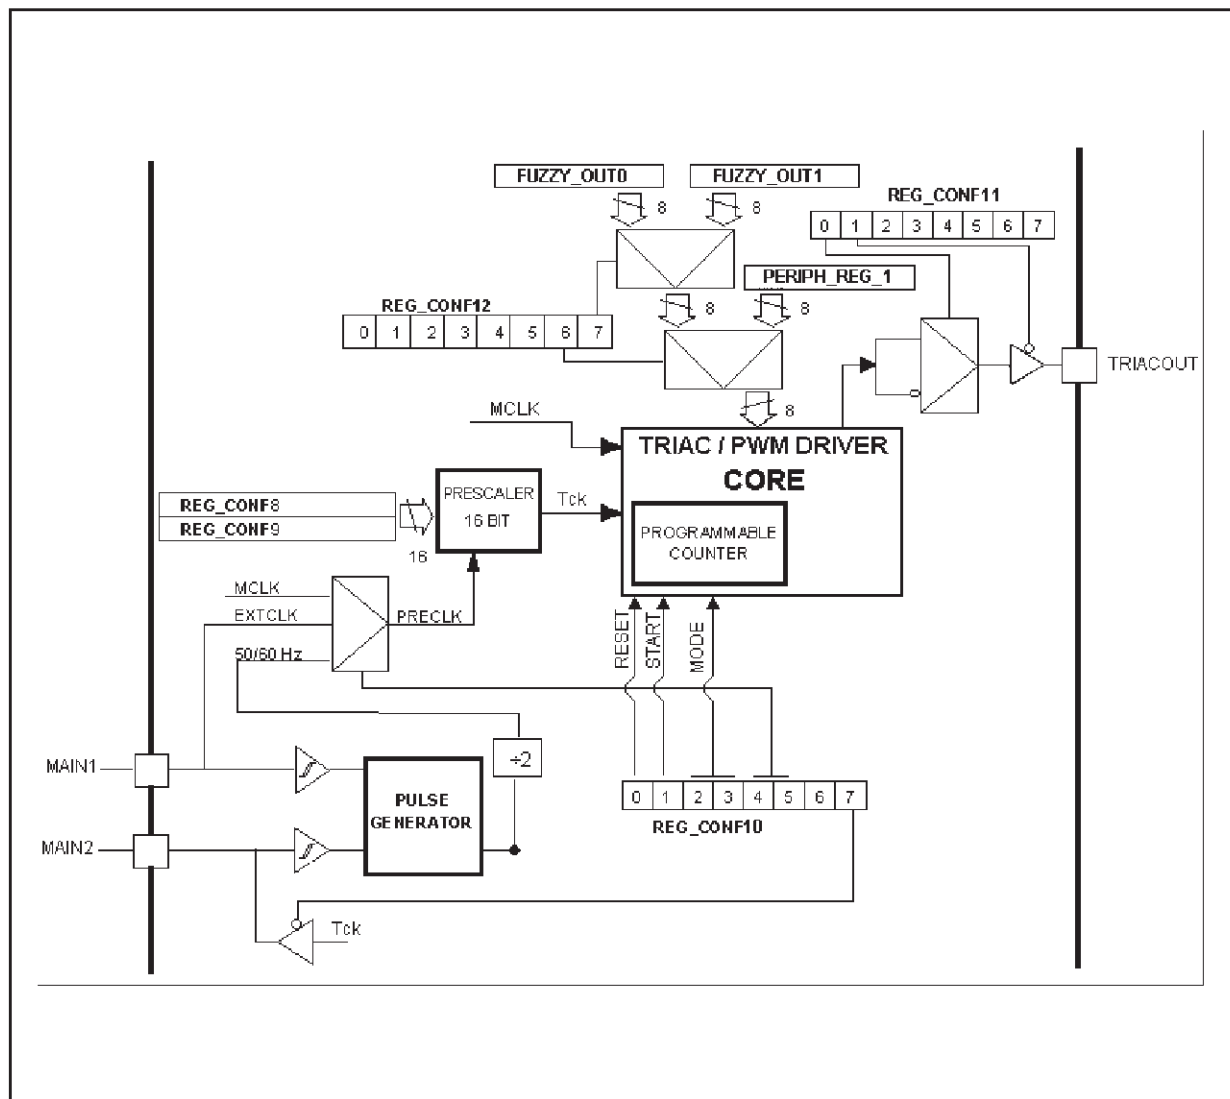 FUZZY_OUT0
FUZZY_OUT1
8
8
REG_CONF11
0 1 2 3 4 5 6 7
PERIPH_REG_1
REG_CONF12
0 1 2 3 4 5 6 7
8
8
TRIACOUT
MCLK
8
TRIAC / PWM DRIVER
CORE
PRESCALER
16 BIT
Tck
REG_CONF8
REG_CONF9
16
PROGRAMMABLE
COUNTER
MCLK
EXTCLK
PRECLK
50/60 Hz
RESET
START
MODE
÷2
MAIN1
PULSE
GENERATOR
0 1 2 3 4 5 6 7
REG_CONF10
MAIN2
Tck